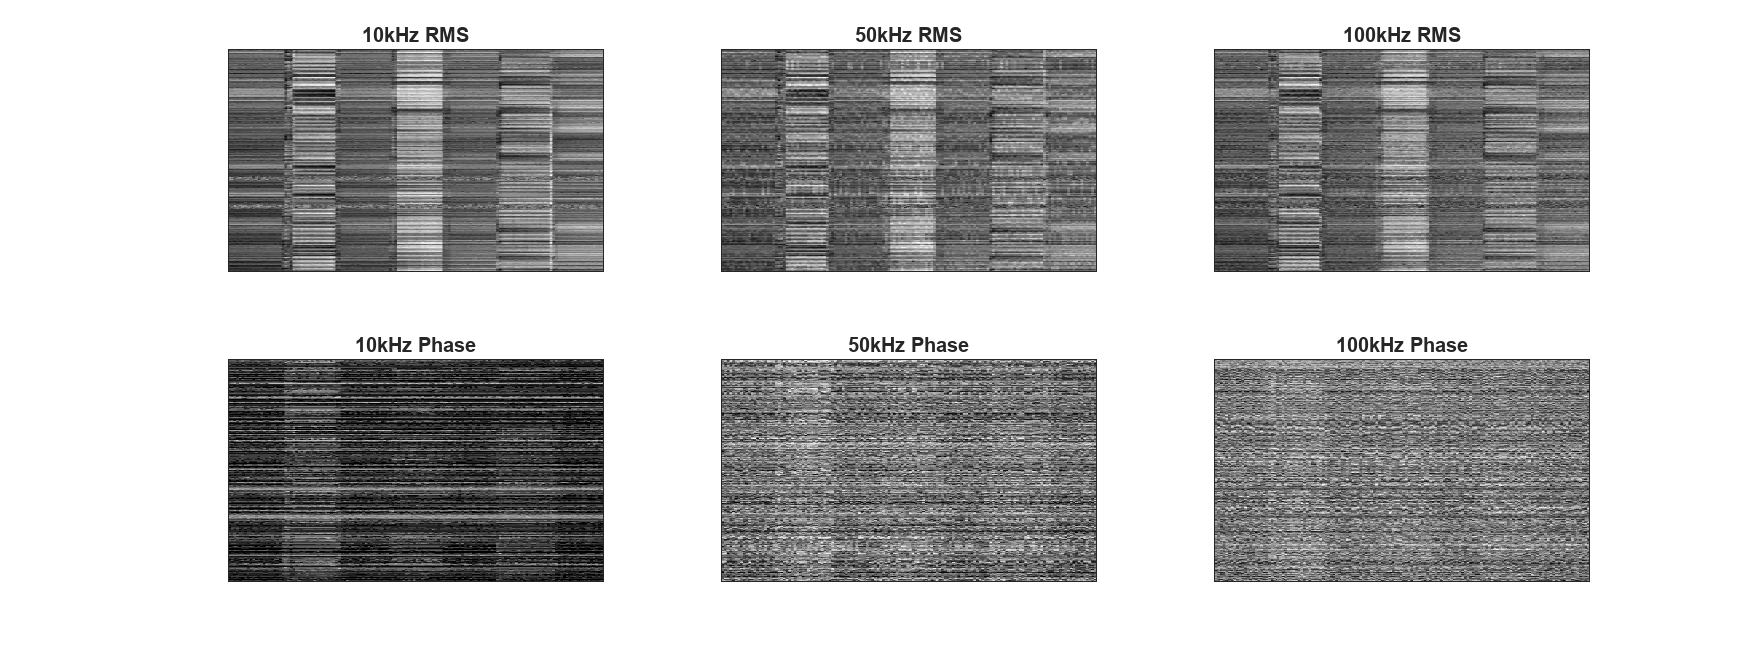 10kHz RMS
50kHz RMS
100kHz RMS
10kHz Phase
50kHz Phase
100kHz Phase